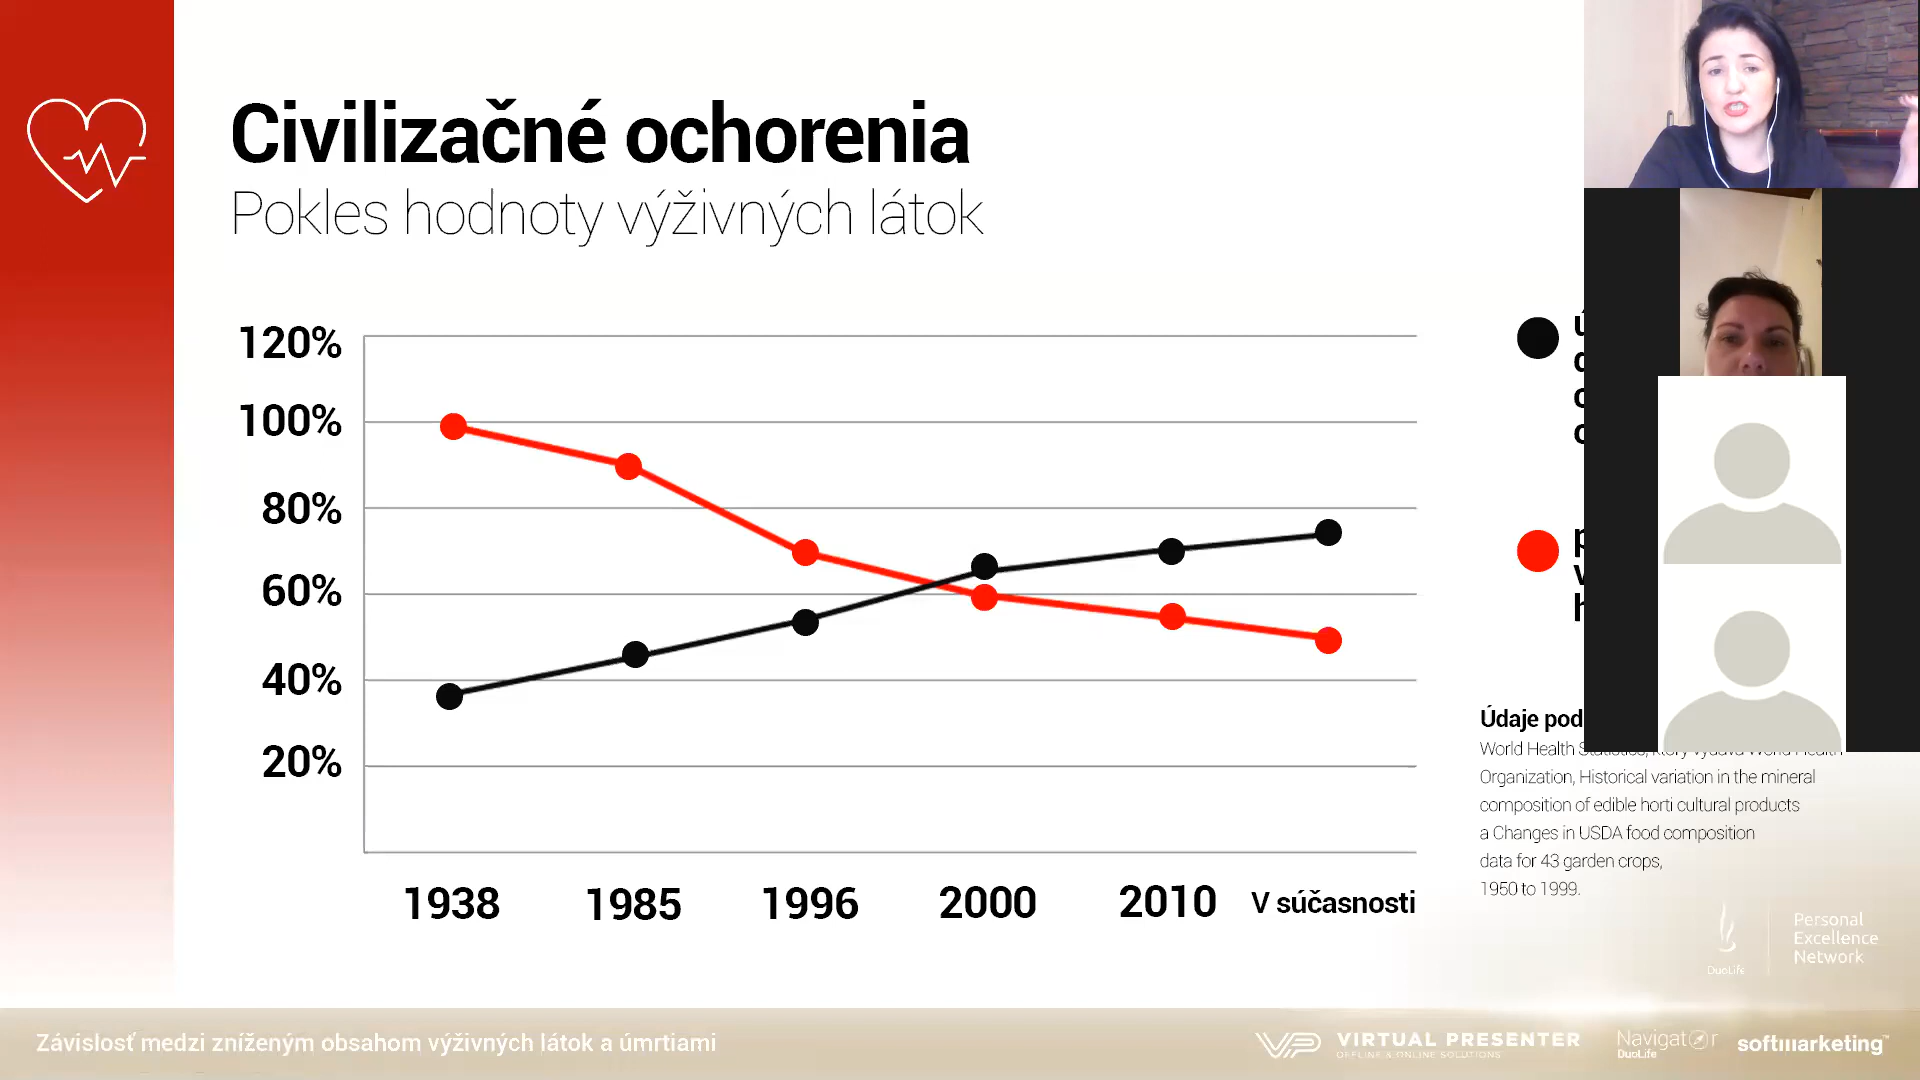 Civilizačné ochorenia
Pokles hodnoty výživných látok
120%
100%
80%
60%
40%
20%
1938 1985 1996 2000 2010 V súčasnosti
Údaje pod
World Health
Organization, Historical variation in the mineral
composition of edible horti cultural products
a Changes in USDA food composition
data for 43 garden crops,
1950 to 1999.
DuoLife
Personal
Excellence
Network
Závislosť medzi zníženým obsahom výživných látok a úmrtiami
VP VIRTUAL PRESENTER
OFFLINE & ONLINE SOLUTIONS
Navigator
DuoLife
softmarketing™